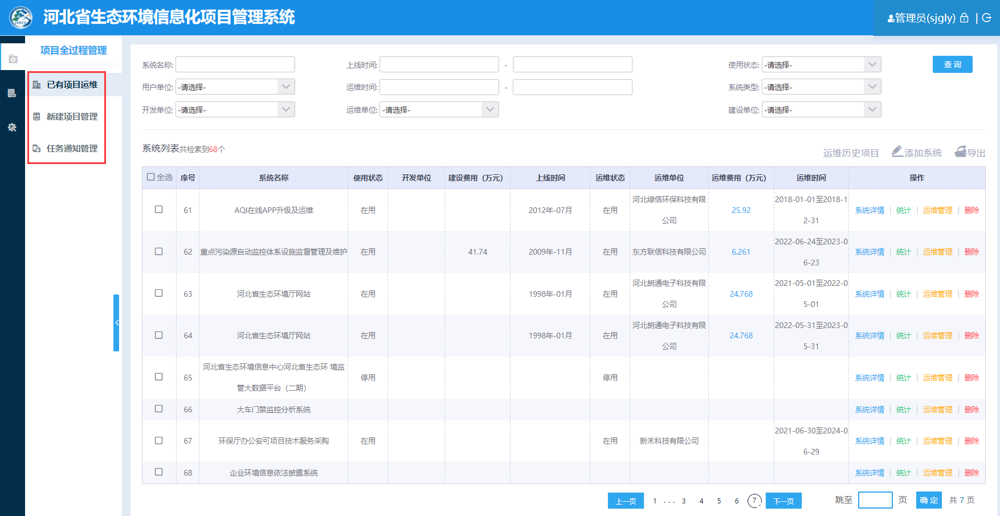 河北省生态环境信息化项目管理系统
管理员(sjgly) |
项目全过程管理
已有项目运维
新建项目管理
任务通知管理
系统名称: 上线时间: - 使用状态: -请选择- 查 询
用户单位: -请选择- 运维时间: - 系统类型: -请选择-
开发单位: -请选择- 运维单位: -请选择- 建设单位: -请选择-
系统列表共检索到68个
运维历史项目 添加系统 导出
全选 序号 系统名称 使用状态 开发单位 建设费用（万元） 上线时间 运维状态 运维单位 运维费用（万元） 运维时间 操作
61 AQI在线APP升级及运维 在用 2012年-07月 在用 河北绿信环保科技有限公司 25.92 2018-01-01至2018-12-31 系统详情 | 统计 | 运维管理 | 删除
62 重点污染源自动监控体系设施监督管理及维护 在用 41.74 2009年-11月 在用 东方联信科技有限公司 6.261 2022-06-24至2023-06-23 系统详情 | 统计 | 运维管理 | 删除
63 河北省生态环境厅网站 在用 1998年-01月 在用 河北朗通电子科技有限公司 24.768 2021-05-01至2022-05-01 系统详情 | 统计 | 运维管理 | 删除
64 河北省生态环境厅网站 在用 1998年-01月 在用 河北朗通电子科技有限公司 24.768 2022-05-31至2023-05-31 系统详情 | 统计 | 运维管理 | 删除
65 河北省生态环境信息中心河北省生态环 境监管大数据平台（二期） 停用 停用 系统详情 | 统计 | 运维管理 | 删除
66 大车门禁监控分析系统 系统详情 | 统计 | 运维管理 | 删除
67 环保厅办公安可项目技术服务采购 在用 在用 新禾科技有限公司 2021-06-30至2024-06-29 系统详情 | 统计 | 运维管理 | 删除
68 企业环境信息依法披露系统 系统详情 | 统计 | 运维管理 | 删除
上一页 1 ... 3 4 5 6 7 下一页 跳至 页 确 定 共 7 页